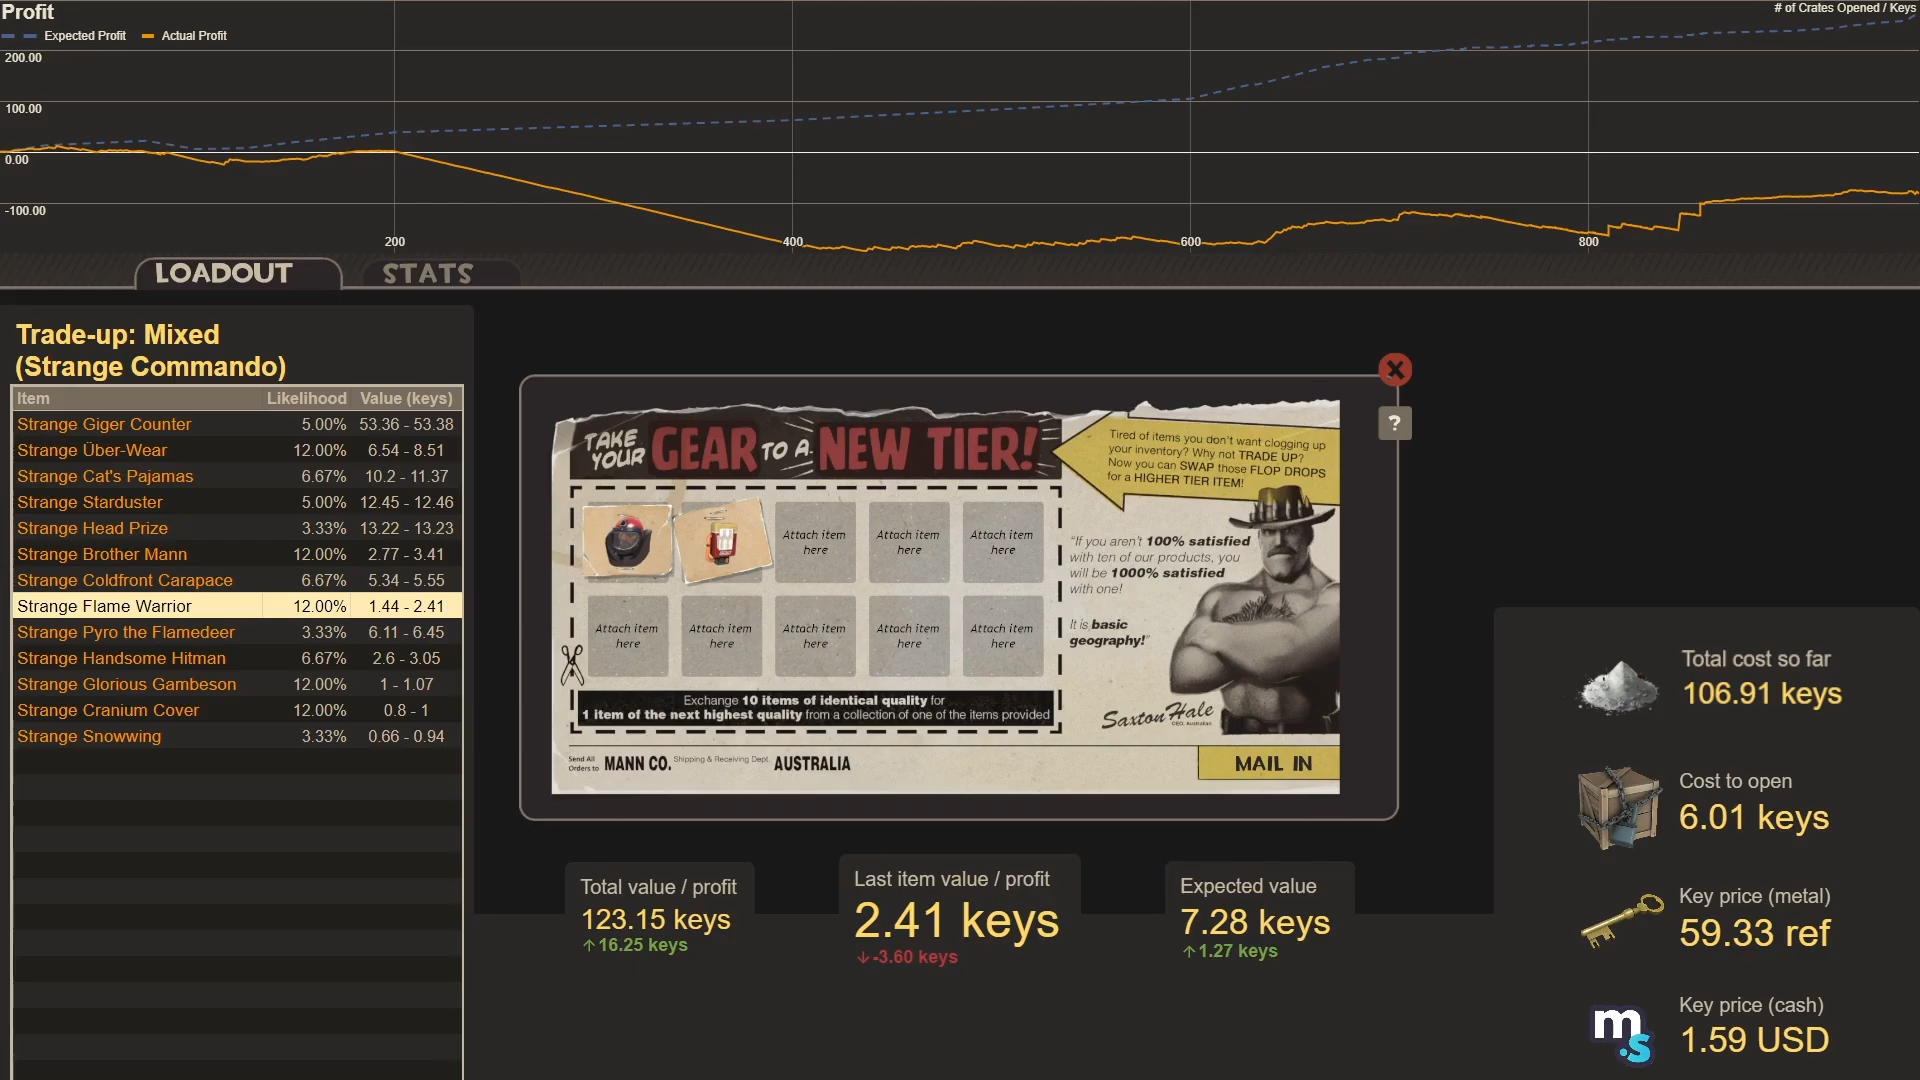 Profit
# of Crates Opened / Keys
Expected Profit
Actual Profit
200.00
100.00
0.00
-100.00
200
400
600
800
LOADOUT
STATS
Trade-up: Mixed
(Strange Commando)
Item Likelihood Value (keys)
Strange Giger Counter 5.00% 53.36 - 53.38
Strange Über-Wear 12.00% 6.54 - 8.51
Strange Cat's Pajamas 6.67% 10.2 - 11.37
Strange Starduster 5.00% 12.45 - 12.46
Strange Head Prize 3.33% 13.22 - 13.23
Strange Brother Mann 12.00% 2.77 - 3.41
Strange Coldfront Carapace 6.67% 5.34 - 5.55
Strange Flame Warrior 12.00% 1.44 - 2.41
Strange Pyro the Flamedeer 3.33% 6.11 - 6.45
Strange Handsome Hitman 6.67% 2.6 - 3.05
Strange Glorious Gambeson 12.00% 1 - 1.07
Strange Cranium Cover 12.00% 0.8 - 1
Strange Snowwing 3.33% 0.66 - 0.94
?
TAKE YOUR GEAR TO A NEW TIER!
Tired of items you don't want clogging up
your inventory? Why not TRADE UP?
Now you can SWAP those FLOP DROPS
for a HIGHER TIER ITEM!
Attach item here
Attach item here
Attach item here
Attach item here
Attach item here
Attach item here
Attach item here
Attach item here
"If you aren't 100% satisfied
with ten of our products, you
will be 1000% satisfied
with one!
It is basic
geography!"
Exchange 10 items of identical quality for
1 item of the next highest quality from a collection of one of the items provided
Saxton Hale
CEO, Australian
Send All Orders to MANN CO. Shipping & Receiving Dept. AUSTRALIA
MAIL IN
Total value / profit
123.15 keys
↑16.25 keys
Last item value / profit
2.41 keys
↓-3.60 keys
Expected value
7.28 keys
↑1.27 keys
Total cost so far
106.91 keys
Cost to open
6.01 keys
Key price (metal)
59.33 ref
Key price (cash)
1.59 USD
m.s